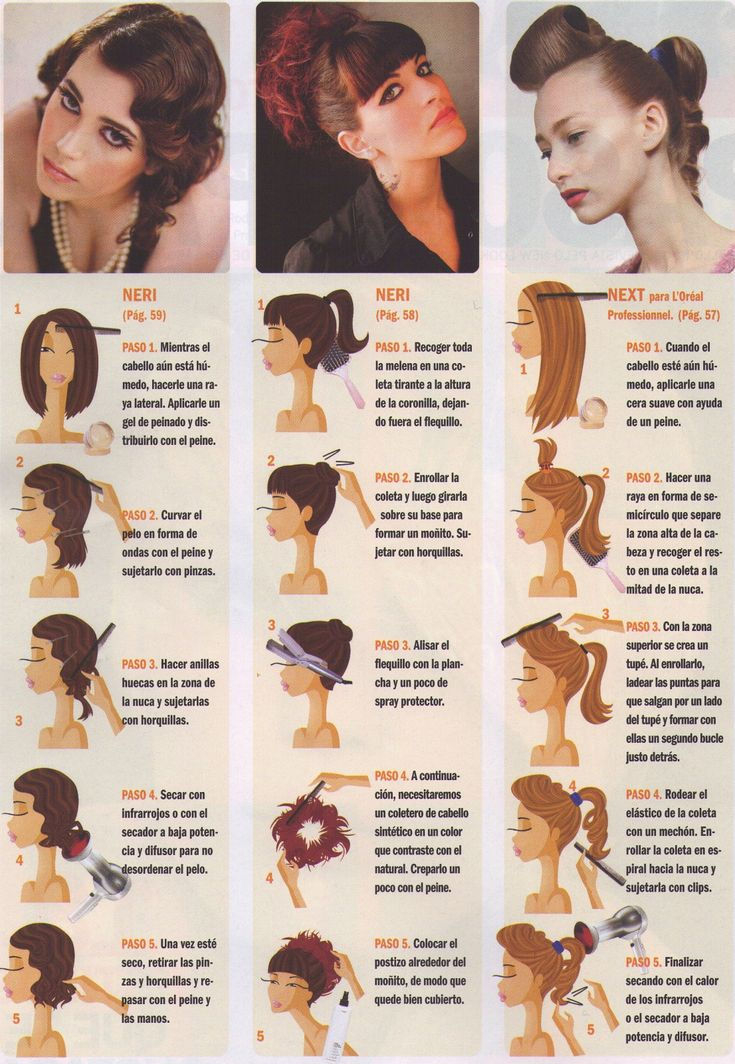 NERI
(Pág. 59)
1
PASO 1. Mientras el
cabello aún está hú-
medo, hacerle una ra-
ya lateral. Aplicarle un
gel de peinado y dis-
tribuirlo con el peine.
2
PASO 2. Curvar el
pelo en forma de
ondas con el peine y
sujetarlo con pinzas.
3
PASO 3. Hacer anillas
huecas en la zona de
la nuca y sujetarlas
con horquillas.
4
PASO 4. Secar con
infrarrojos o con el
secador a baja poten-
cia y difusor para no
desordenar el pelo.
5
PASO 5. Una vez esté
seco, retirar las pin-
zas y horquillas y re-
pasar con el peine y
las manos.
NERI
(Pág. 58)
1
PASO 1. Recoger toda
la melena en una co-
leta tirante a la altura
de la coronilla, dejan-
do fuera el flequillo.
2
PASO 2. Enrollar la
coleta y luego girarla
sobre su base para
formar un moñito. Su-
jetar con horquillas.
3
PASO 3. Alisar el
flequillo con la plan-
cha y un poco de
spray protector.
4
PASO 4. A continua-
ción, necesitaremos
un coletero de cabello
sintético en un color
que contraste con el
natural. Creparlo un
poco con el peine.
5
PASO 5. Colocar el
postizo alrededor del
moñito, de modo que
quede bien cubierto.
NEXT para L'Oréal
Professionnel. (Pág. 57)
1
PASO 1. Cuando el
cabello esté aún hú-
medo, aplicarle una
cera suave con ayuda
de un peine.
2
PASO 2. Hacer una
raya en forma de se-
micírculo que separe
la zona alta de la ca-
beza y recoger el res-
to en una coleta a la
mitad de la nuca.
3
PASO 3. Con la zona
superior se crea un
tupé. Al enrollarlo,
ladear las puntas para
que salgan por un lado
del tupé y formar con
ellas un segundo bucle
justo detrás.
4
PASO 4. Rodear el
elástico de la coleta
con un mechón. En-
rollar la coleta en es-
piral hacia la nuca y
sujetarla con clips.
5
PASO 5. Finalizar
secando con el calor
de los infrarrojos
o el secador a baja
potencia y difusor.